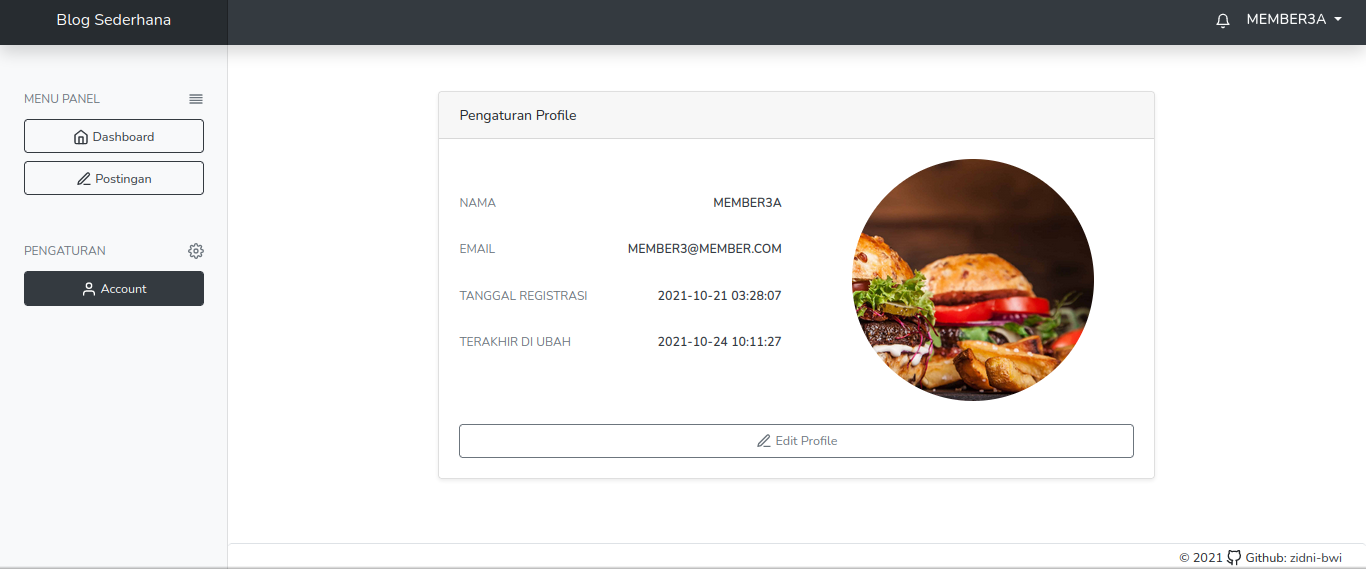 Blog Sederhana
MEMBER3A
MENU PANEL
Dashboard
Postingan
PENGATURAN
Account
Pengaturan Profile
NAMA MEMBER3A
EMAIL MEMBER3@MEMBER.COM
TANGGAL REGISTRASI 2021-10-21 03:28:07
TERAKHIR DI UBAH 2021-10-24 10:11:27
Edit Profile
© 2021 Github: zidni-bwi